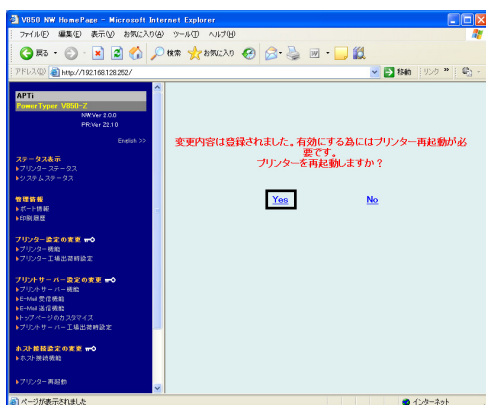 V850 NW HomePage - Microsoft Internet Explorer
ファイル(F) 編集(E) 表示(V) お気に入り(A) ツール(T) ヘルプ(H)
戻る 検索 お気に入り
アドレス(D) http://192.168.128.252/ 移動 リンク »
APTi
PowerTyper V850-Z
NW:Ver 2.0.0
PR:Ver Z2.10
English >>
ステータス表示
プリンターステータス
システムステータス
管理情報
ポート情報
印刷履歴
プリンター設定の変更
プリンター機能
プリンター工場出荷時設定
プリントサーバー設定の変更
プリントサーバー機能
E-Mail 受信機能
E-Mail 送信機能
トップページのカスタマイズ
プリントサーバー工場出荷時設定
ホスト接続設定の変更
ホスト接続機能
プリンター再起動
変更内容は登録されました。有効にする為にはプリンター再起動が必
要です。
プリンターを再起動しますか？
Yes No
ページが表示されました インターネット